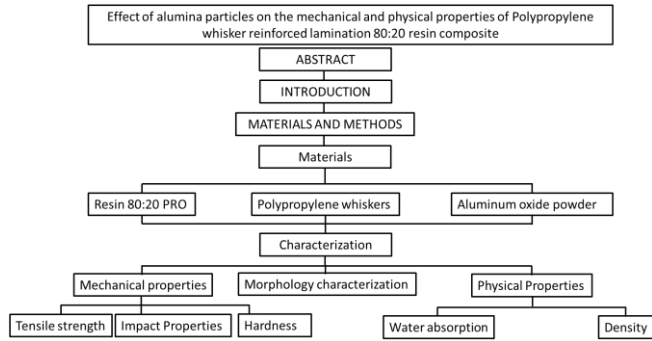 Effect of alumina particles on the mechanical and physical properties of Polypropylene
whisker reinforced lamination 80:20 resin composite
ABSTRACT
INTRODUCTION
MATERIALS AND METHODS
Materials
Resin 80:20 PRO
Polypropylene whiskers
Aluminum oxide powder
Characterization
Mechanical properties
Morphology characterization
Physical Properties
Tensile strength
Impact Properties
Hardness
Water absorption
Density